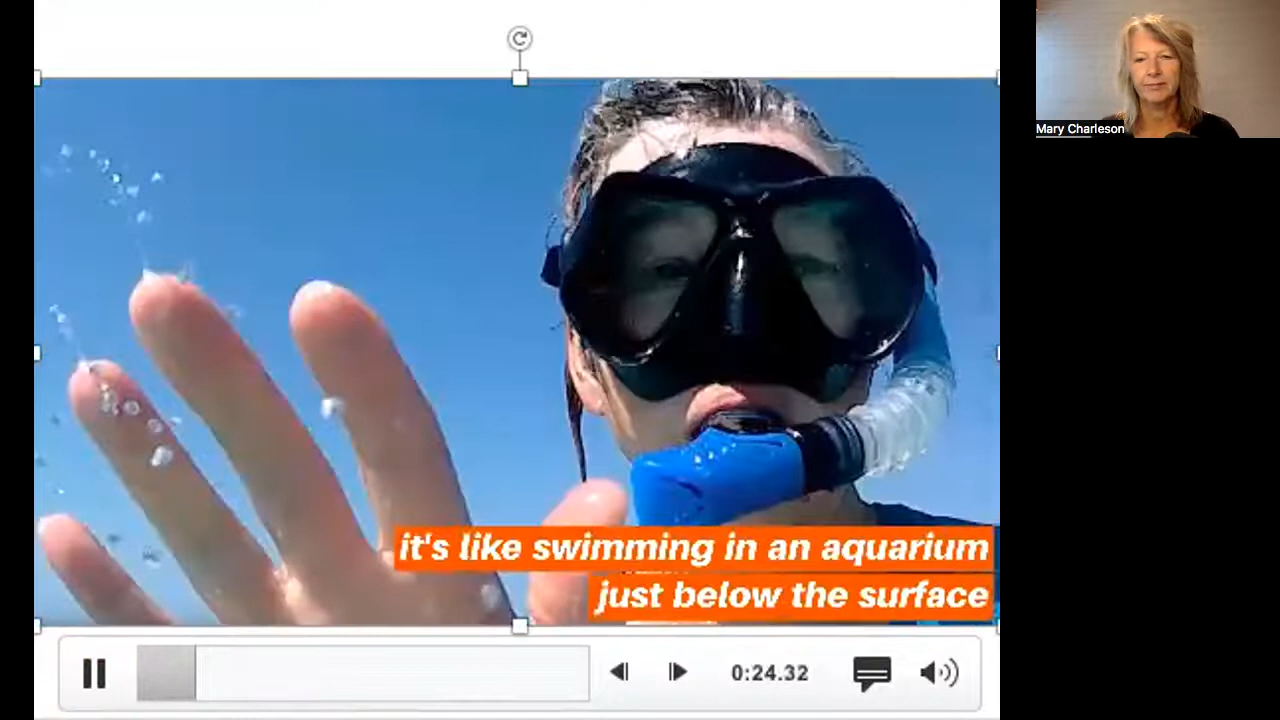 Mary Charleson
it's like swimming in an aquarium
just below the surface
0:24.32